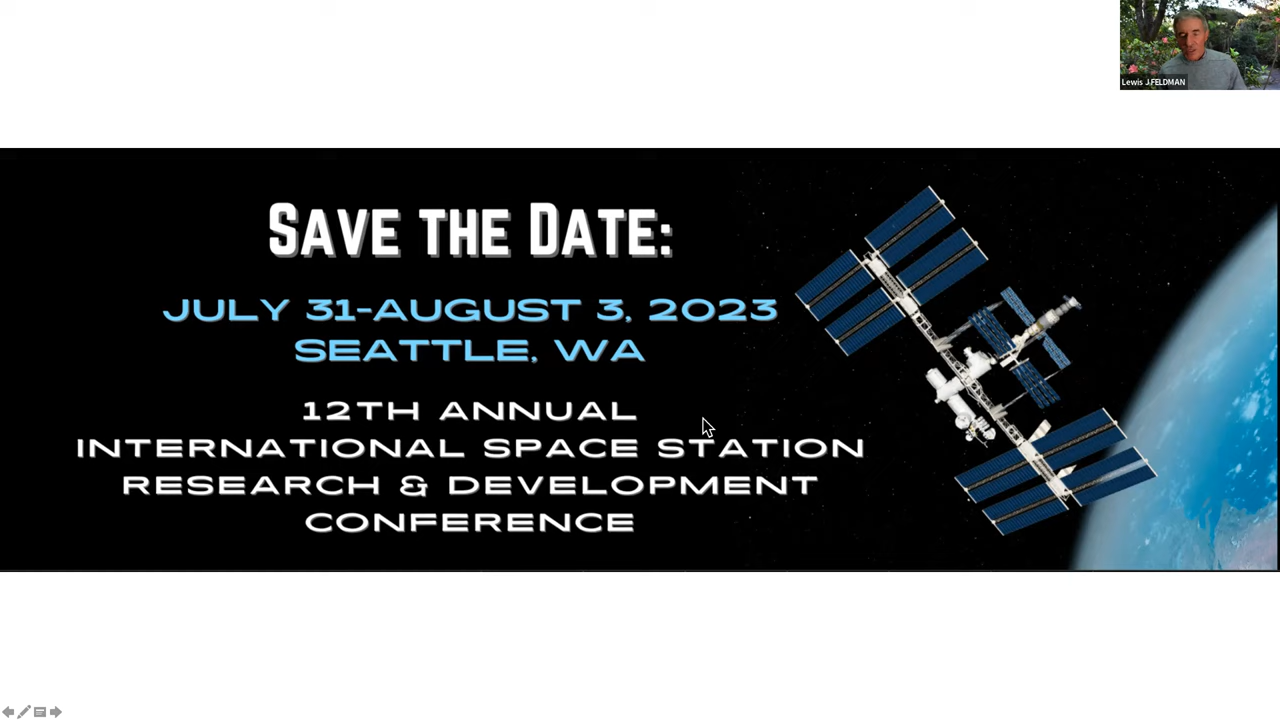 Lewis J FELDMAN
SAVE THE DATE:
JULY 31-AUGUST 3, 2023
SEATTLE, WA
12TH ANNUAL
INTERNATIONAL SPACE STATION
RESEARCH & DEVELOPMENT
CONFERENCE